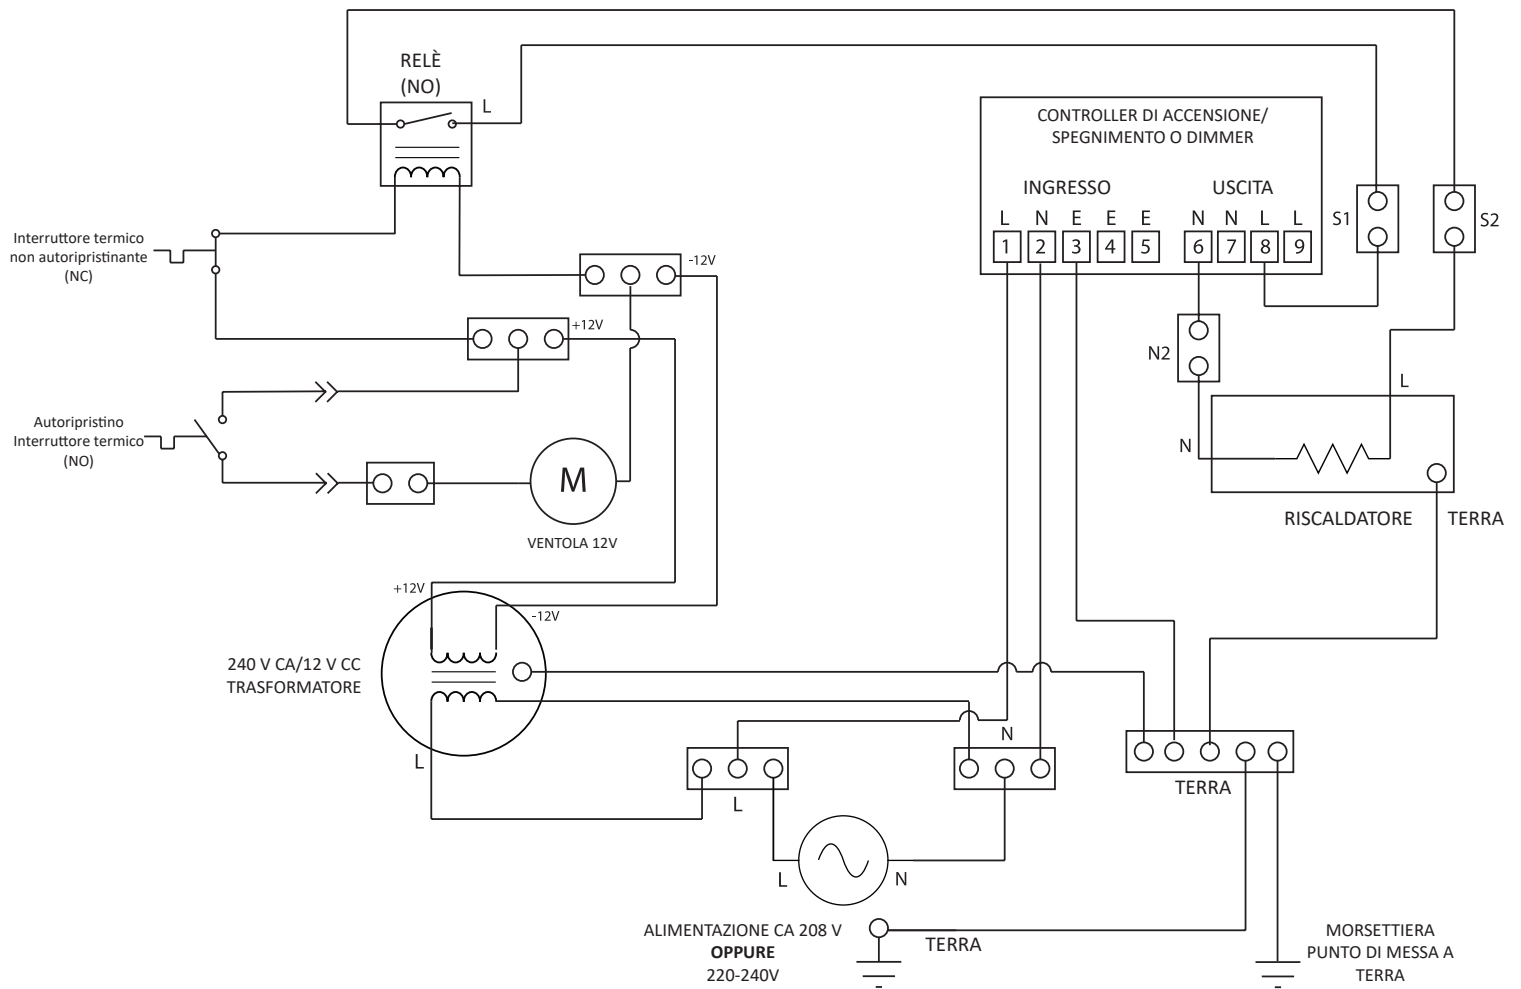 RELÈ
(NO)
L
CONTROLLER DI ACCENSIONE/
SPEGNIMENTO O DIMMER
INGRESSO
USCITA
L N E E E
N N L L
1 2 3 4 5
6 7 8 9
S1
S2
Interruttore termico
non autoripristinante
(NC)
-12V
+12V
N2
L
N
Autoripristino
Interruttore termico
(NO)
M
VENTOLA 12V
RISCALDATORE
TERRA
+12V
-12V
240 V CA/12 V CC
TRASFORMATORE
L
N
L
TERRA
L
N
ALIMENTAZIONE CA 208 V
OPPURE
220-240V
TERRA
MORSETTIERA
PUNTO DI MESSA A
TERRA